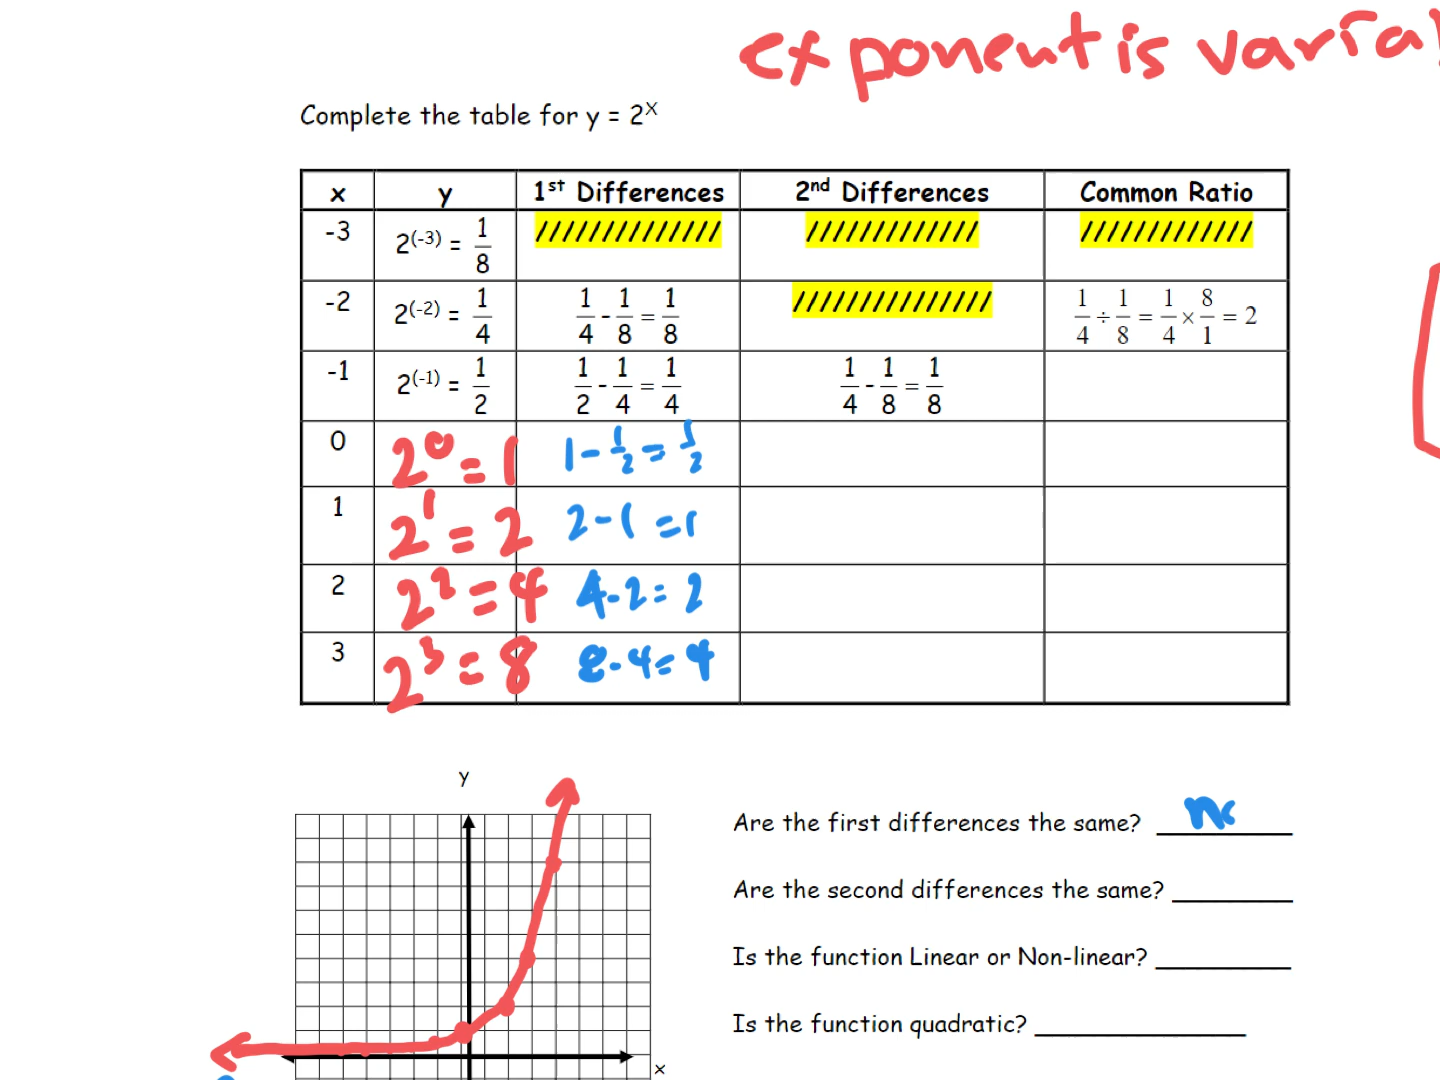 exponent is varia
Complete the table for y = 2^x
x y 1st Differences 2nd Differences Common Ratio
-3 2^(-3) = 1/8 ////////////// ///////////// /////////////
-2 2^(-2) = 1/4 1/4 - 1/8 = 1/8 /////////////// 1/4 ÷ 1/8 = 1/4 × 8/1 = 2
-1 2^(-1) = 1/2 1/2 - 1/4 = 1/4 1/4 - 1/8 = 1/8
0 2^0 = 1 1 - 1/2 = 1/2
1 2^1 = 2 2 - 1 = 1
2 2^2 = 4 4 - 2 = 2
3 2^3 = 8 8 - 4 = 4
y
Are the first differences the same? no
Are the second differences the same?
Is the function Linear or Non-linear?
Is the function quadratic?
x